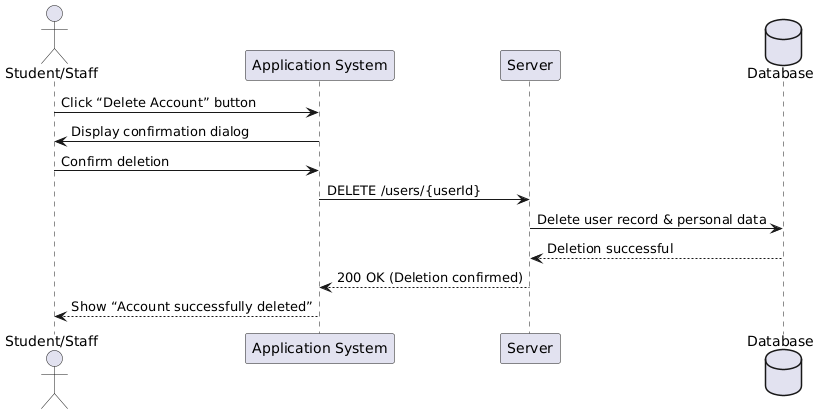 Student/Staff
Application System
Server
Database
Click “Delete Account” button
Display confirmation dialog
Confirm deletion
DELETE /users/{userId}
Delete user record & personal data
Deletion successful
200 OK (Deletion confirmed)
Show “Account successfully deleted”
Student/Staff
Application System
Server
Database